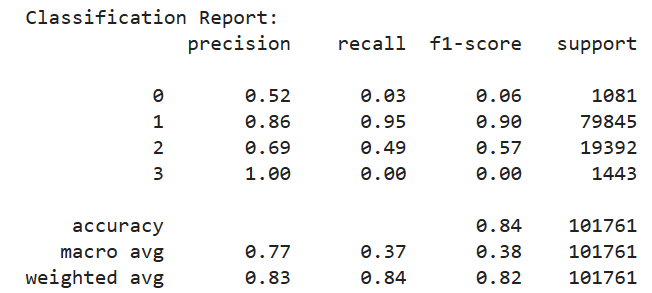 Classification Report:
precision recall f1-score support
0 0.52 0.03 0.06 1081
1 0.86 0.95 0.90 79845
2 0.69 0.49 0.57 19392
3 1.00 0.00 0.00 1443
accuracy 0.84 101761
macro avg 0.77 0.37 0.38 101761
weighted avg 0.83 0.84 0.82 101761